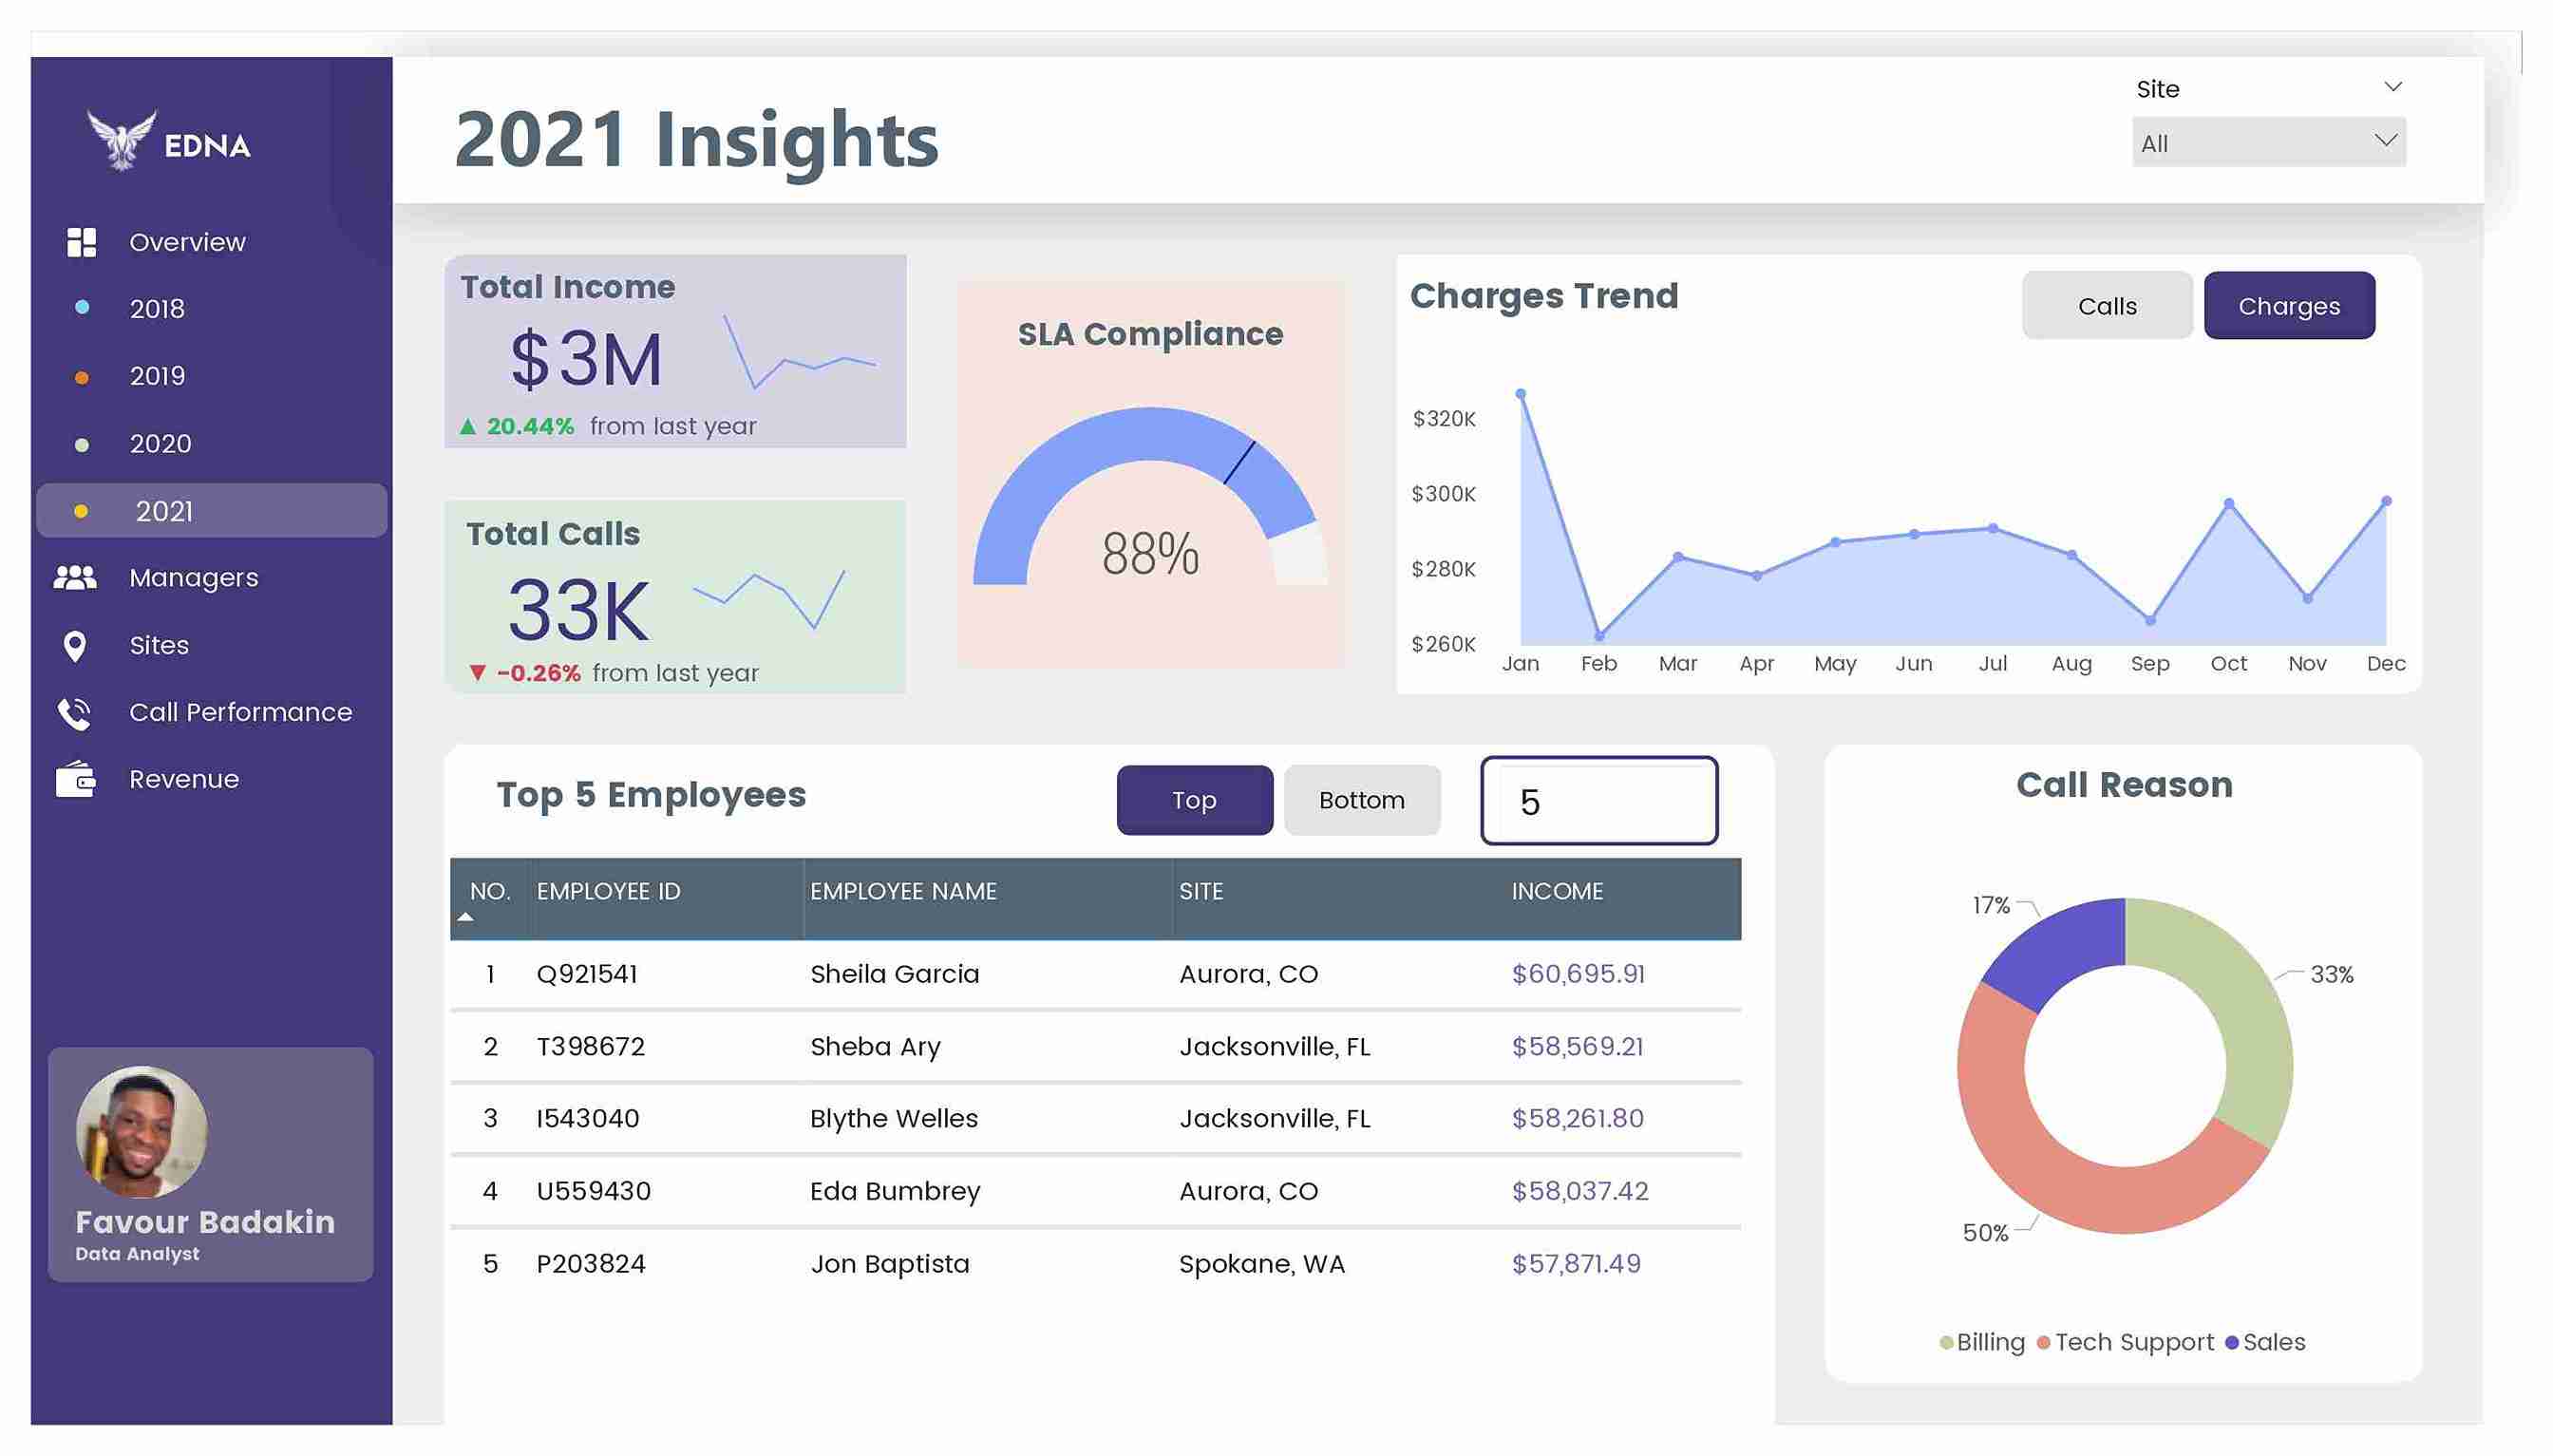 EDNA
Overview
2018
2019
2020
2021
Managers
Sites
Call Performance
Revenue
Favour Badakin
Data Analyst
2021 Insights
Site
All
Total Income
$3M
▲ 20.44% from last year
Total Calls
33K
▼ -0.26% from last year
SLA Compliance
88%
Charges Trend
Calls Charges
$320K
$300K
$280K
$260K
Jan Feb Mar Apr May Jun Jul Aug Sep Oct Nov Dec
Top 5 Employees Top Bottom 5
NO. EMPLOYEE ID EMPLOYEE NAME SITE INCOME
1 Q921541 Sheila Garcia Aurora, CO $60,695.91
2 T398672 Sheba Ary Jacksonville, FL $58,569.21
3 I543040 Blythe Welles Jacksonville, FL $58,261.80
4 U559430 Eda Bumbrey Aurora, CO $58,037.42
5 P203824 Jon Baptista Spokane, WA $57,871.49
Call Reason
17%
33%
50%
Billing Tech Support Sales